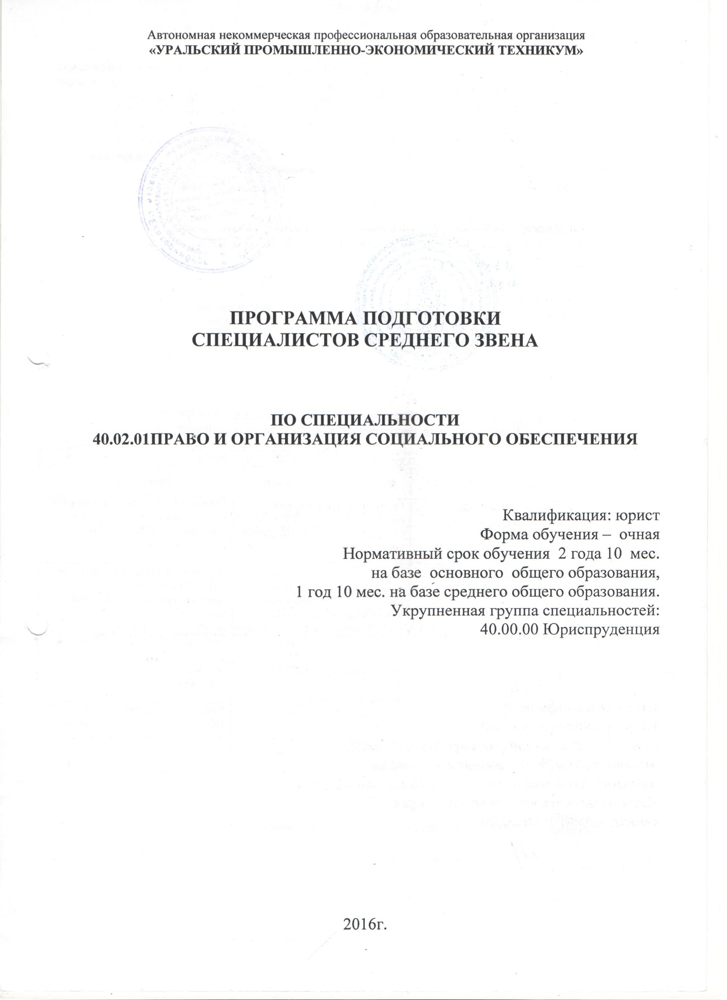 Автономная некоммерческая профессиональная образовательная организация
«УРАЛЬСКИЙ ПРОМЫШЛЕННО-ЭКОНОМИЧЕСКИЙ ТЕХНИКУМ»
ПРОГРАММА ПОДГОТОВКИ
СПЕЦИАЛИСТОВ СРЕДНЕГО ЗВЕНА
ПО СПЕЦИАЛЬНОСТИ
40.02.01ПРАВО И ОРГАНИЗАЦИЯ СОЦИАЛЬНОГО ОБЕСПЕЧЕНИЯ
Квалификация: юрист
Форма обучения – очная
Нормативный срок обучения 2 года 10 мес.
на базе основного общего образования,
1 год 10 мес. на базе среднего общего образования.
Укрупненная группа специальностей:
40.00.00 Юриспруденция
2016г.